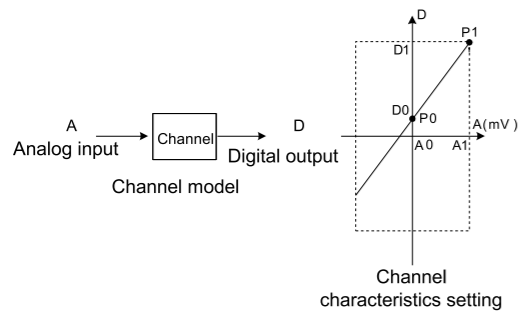 A
Analog input
Channel
D
Digital output
Channel model
D
P1
D1
D0
P0
A(mV)
A0
A1
Channel
characteristics setting